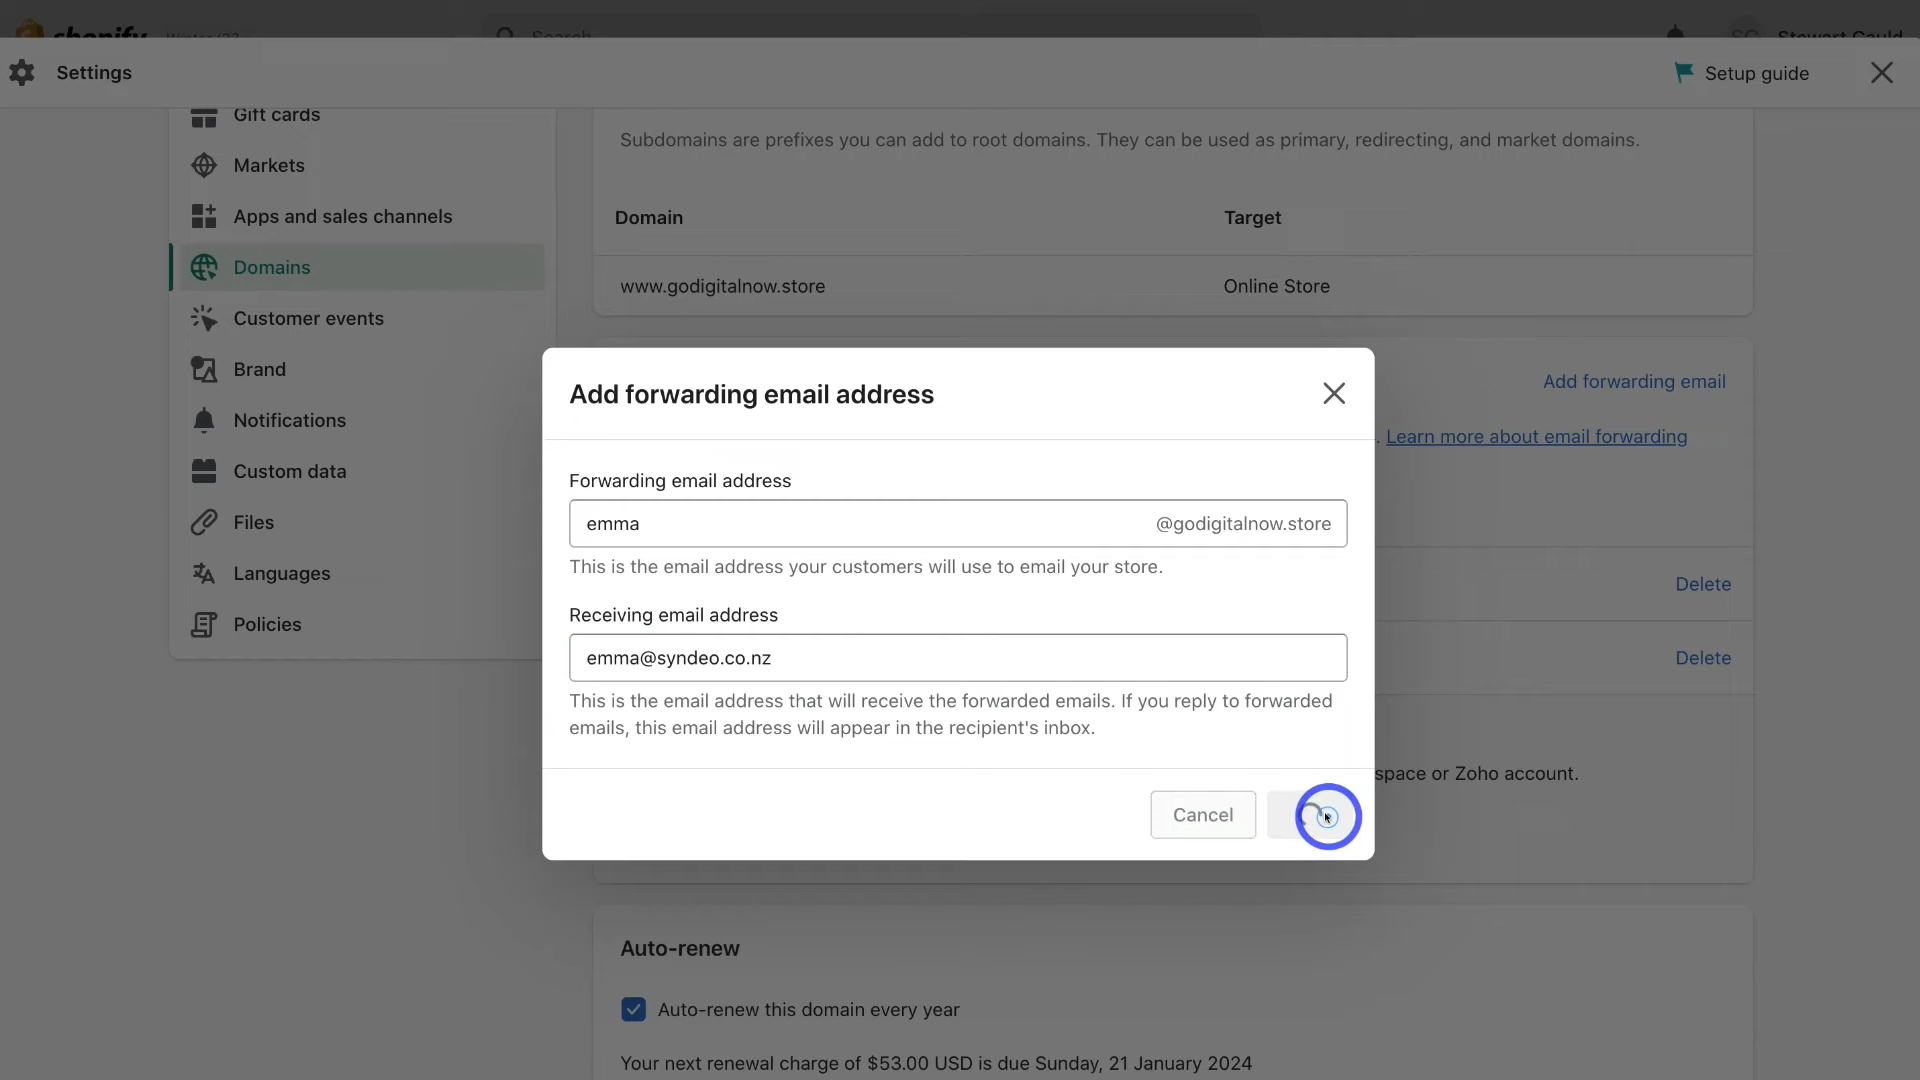 shopify
Winter '23
Search
SG
Stewart Gauld
Settings
Setup guide
Gift cards
Markets
Apps and sales channels
Domains
Customer events
Brand
Notifications
Custom data
Files
Languages
Policies
Subdomains are prefixes you can add to root domains. They can be used as primary, redirecting, and market domains.
Domain
Target
www.godigitalnow.store
Online Store
Add forwarding email
. Learn more about email forwarding
Delete
Delete
space or Zoho account.
Add forwarding email address
Forwarding email address
emma
@godigitalnow.store
This is the email address your customers will use to email your store.
Receiving email address
emma@syndeo.co.nz
This is the email address that will receive the forwarded emails. If you reply to forwarded
emails, this email address will appear in the recipient's inbox.
Cancel
Auto-renew
Auto-renew this domain every year
Your next renewal charge of $53.00 USD is due Sunday, 21 January 2024